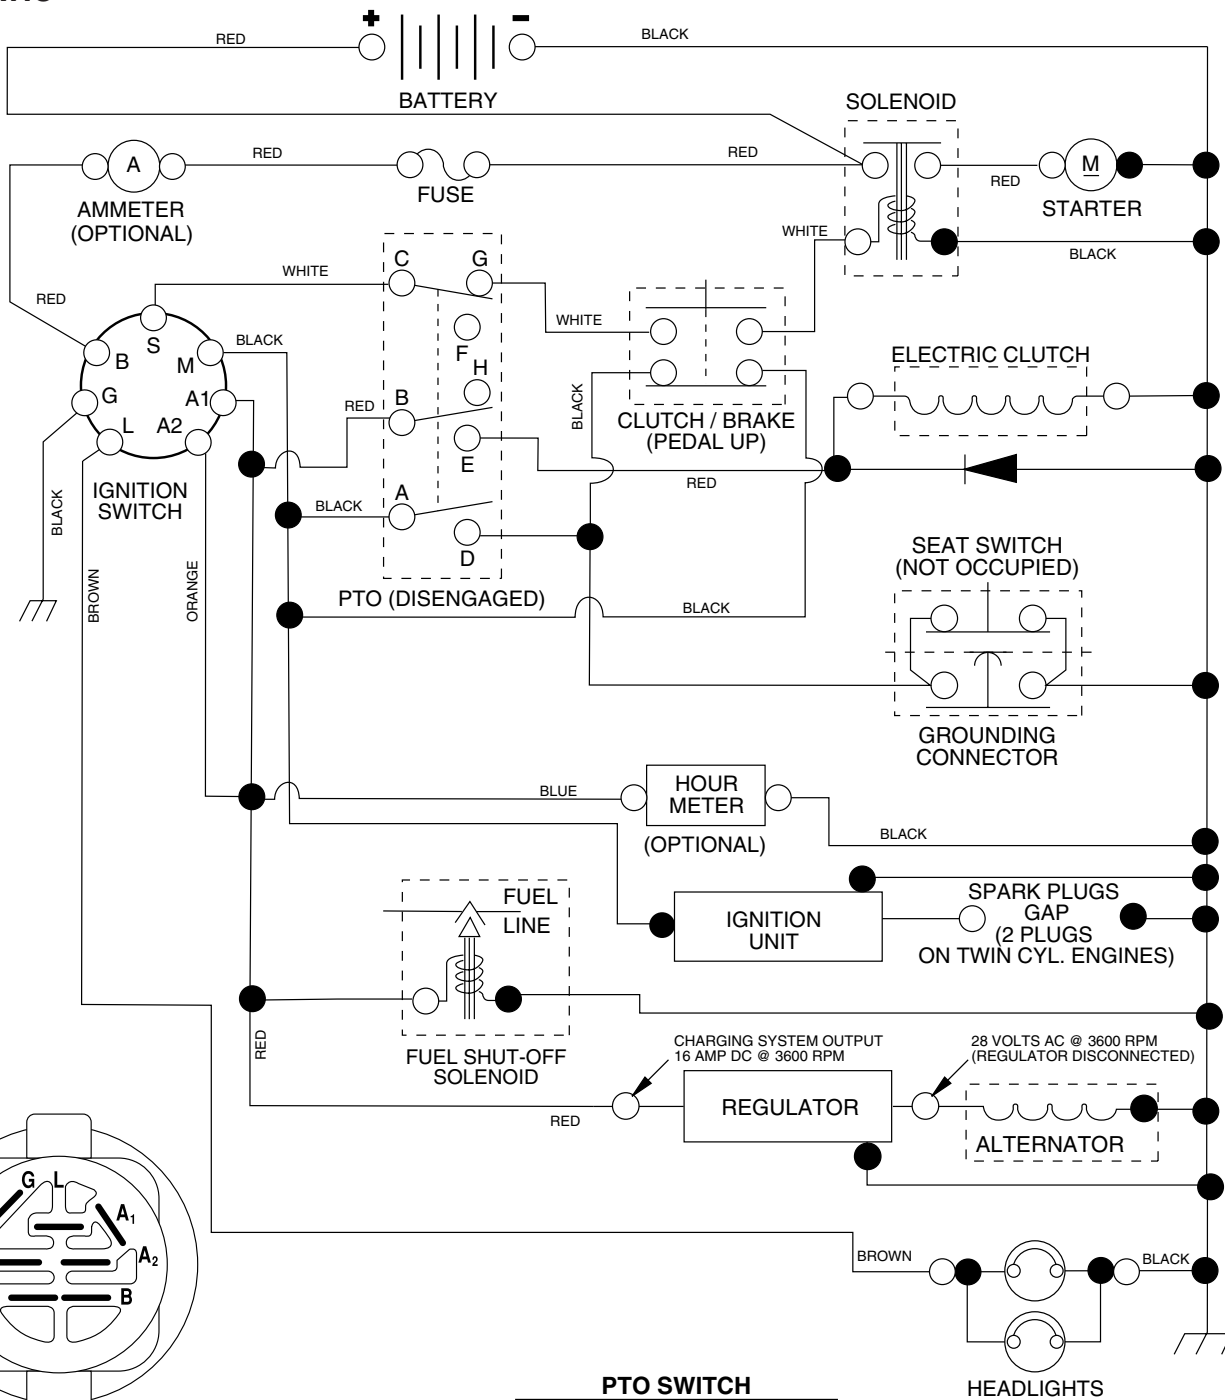 + -
RED
BLACK
BATTERY
SOLENOID
A
RED
RED
RED
M
FUSE
AMMETER
(OPTIONAL)
STARTER
WHITE
BLACK
C G
WHITE
RED
WHITE
S
BLACK
F
B
M
H
ELECTRIC CLUTCH
G
A1
B
RED
BLACK
CLUTCH / BRAKE
(PEDAL UP)
L A2
E
RED
IGNITION
SWITCH
BLACK
A
BLACK
D
SEAT SWITCH
(NOT OCCUPIED)
BROWN
ORANGE
PTO (DISENGAGED)
BLACK
GROUNDING
CONNECTOR
BLUE
HOUR
METER
(OPTIONAL)
BLACK
FUEL
LINE
IGNITION
UNIT
SPARK PLUGS
GAP
(2 PLUGS
ON TWIN CYL. ENGINES)
RED
FUEL SHUT-OFF
SOLENOID
CHARGING SYSTEM OUTPUT
16 AMP DC @ 3600 RPM
28 VOLTS AC @ 3600 RPM
(REGULATOR DISCONNECTED)
RED
REGULATOR
ALTERNATOR
G L
A1
A2
B
BROWN
BLACK
HEADLIGHTS
PTO SWITCH